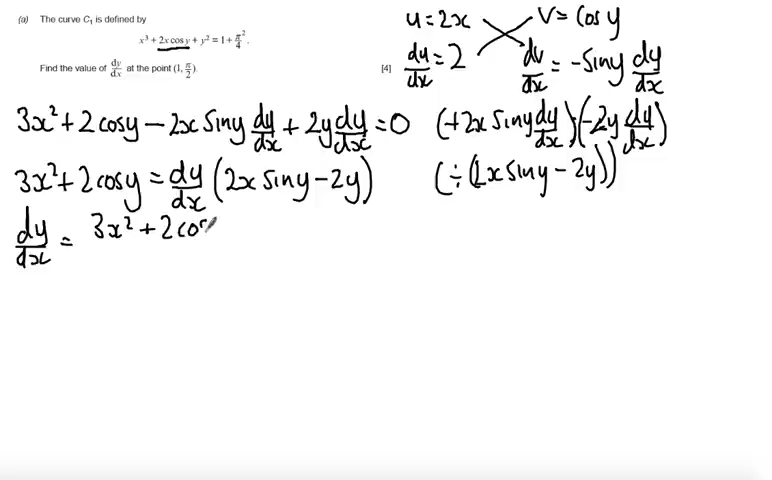 (a) The curve C₁ is defined by
x³ + 2x cos y + y² = 1 + π²/4.
Find the value of dy/dx at the point (1, π/2).
[4]
u = 2x v = cos y
du/dx = 2 dv/dx = -sin y dy/dx
3x² + 2 cos y - 2x sin y dy/dx + 2y dy/dx = 0 (+2x sin y dy/dx)(-2y dy/dx)
3x² + 2 cos y = dy/dx (2x sin y - 2y) (÷(2x sin y - 2y))
dy/dx = 3x² + 2 cos